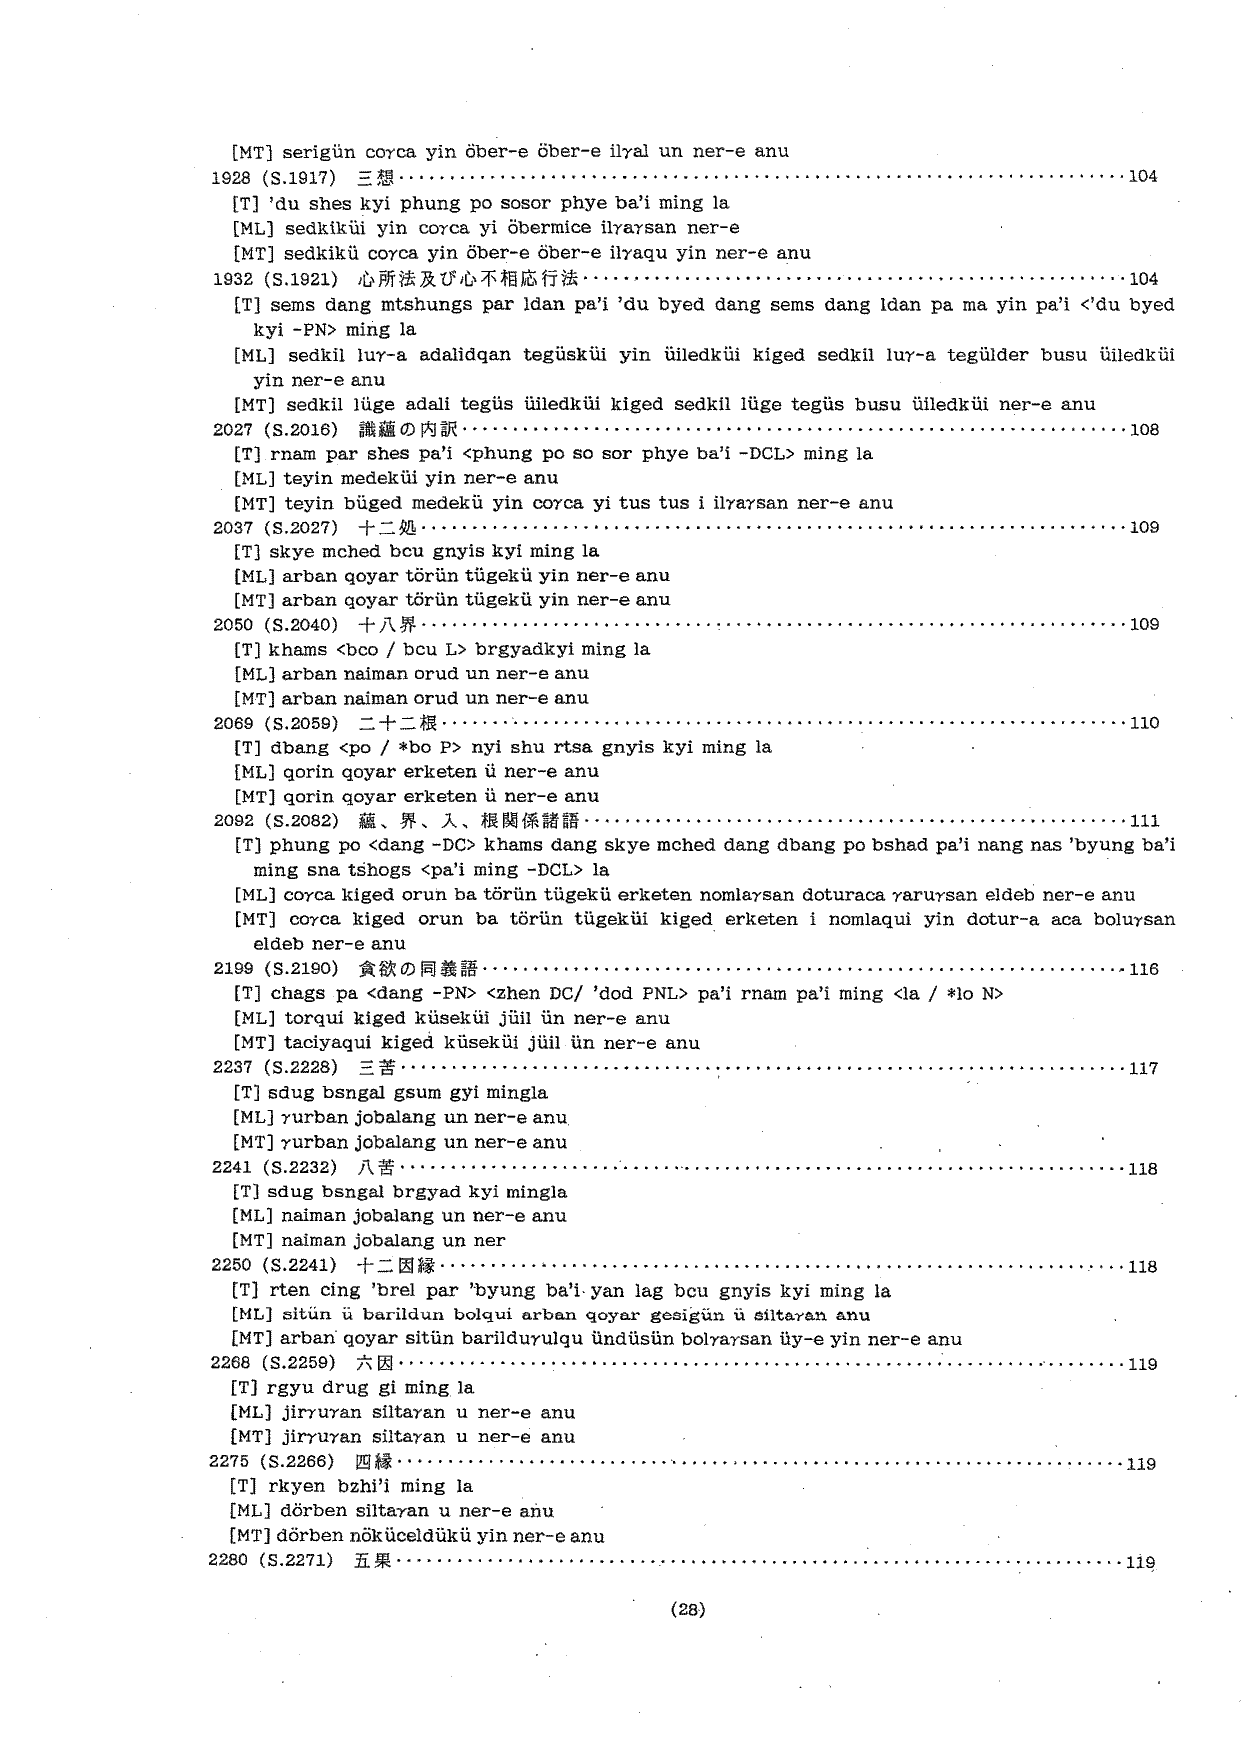 [MT] serigün coγca yin öber-e öber-e ilγal un ner-e anu
1928 (S.1917) 三想 104
[T] 'du shes kyi phung po sosor phye ba'i ming la
[ML] sedkiküi yin coγca yi öbermice ilγaγsan ner-e
[MT] sedkikü coγca yin öber-e öber-e ilγaqu yin ner-e anu
1932 (S.1921) 心所法及び心不相応行法 104
[T] sems dang mtshungs par ldan pa'i 'du byed dang sems dang ldan pa ma yin pa'i <'du byed
kyi -PN> ming la
[ML] sedkil luγ-a adalidqan tegüsküi yin üiledküi kiged sedkil luγ-a tegülder busu üiledküi
yin ner-e anu
[MT] sedkil lüge adali tegüs üiledküi kiged sedkil lüge tegüs busu üiledküi ner-e anu
2027 (S.2016) 識蘊の内訳 108
[T] rnam par shes pa'i <phung po so sor phye ba'i -DCL> ming la
[ML] teyin medeküi yin ner-e anu
[MT] teyin büged medekü yin coγca yi tus tus i ilγaγsan ner-e anu
2037 (S.2027) 十二処 109
[T] skye mched bcu gnyis kyi ming la
[ML] arban qoyar törün tügekü yin ner-e anu
[MT] arban qoyar törün tügekü yin ner-e anu
2050 (S.2040) 十八界 109
[T] khams <bco / bcu L> brgyadkyi ming la
[ML] arban naiman orud un ner-e anu
[MT] arban naiman orud un ner-e anu
2069 (S.2059) 二十二根 110
[T] dbang <po / *bo P> nyi shu rtsa gnyis kyi ming la
[ML] qorin qoyar erketen ü ner-e anu
[MT] qorin qoyar erketen ü ner-e anu
2092 (S.2082) 蘊、界、入、根関係諸語 111
[T] phung po <dang -DC> khams dang skye mched dang dbang po bshad pa'i nang nas 'byung ba'i
ming sna tshogs <pa'i ming -DCL> la
[ML] coγca kiged orun ba törün tügekü erketen nomlaγsan doturaca γaruγsan eldeb ner-e anu
[MT] coγca kiged orun ba törün tügeküi kiged erketen i nomlaqui yin dotur-a aca boluγsan
eldeb ner-e anu
2199 (S.2190) 貪欲の同義語 116
[T] chags pa <dang -PN> <zhen DC/ 'dod PNL> pa'i rnam pa'i ming <la / *lo N>
[ML] torqui kiged küseküi jüil ün ner-e anu
[MT] taciyaqui kiged küseküi jüil ün ner-e anu
2237 (S.2228) 三苦 117
[T] sdug bsngal gsum gyi mingla
[ML] γurban jobalang un ner-e anu
[MT] γurban jobalang un ner-e anu
2241 (S.2232) 八苦 118
[T] sdug bsngal brgyad kyi mingla
[ML] naiman jobalang un ner-e anu
[MT] naiman jobalang un ner
2250 (S.2241) 十二因縁 118
[T] rten cing 'brel par 'byung ba'i yan lag bcu gnyis kyi ming la
[ML] sitün ü barildun bolqui arban qoyar gesigün ü siltaγan anu
[MT] arban qoyar sitün barilduγulqu ündüsün bolγaγsan üy-e yin ner-e anu
2268 (S.2259) 六因 119
[T] rgyu drug gi ming la
[ML] jirγuγan siltaγan u ner-e anu
[MT] jirγuγan siltaγan u ner-e anu
2275 (S.2266) 四縁 119
[T] rkyen bzhi'i ming la
[ML] dörben siltaγan u ner-e anu
[MT] dörben nöküceldükü yin ner-e anu
2280 (S.2271) 五果 119
(28)